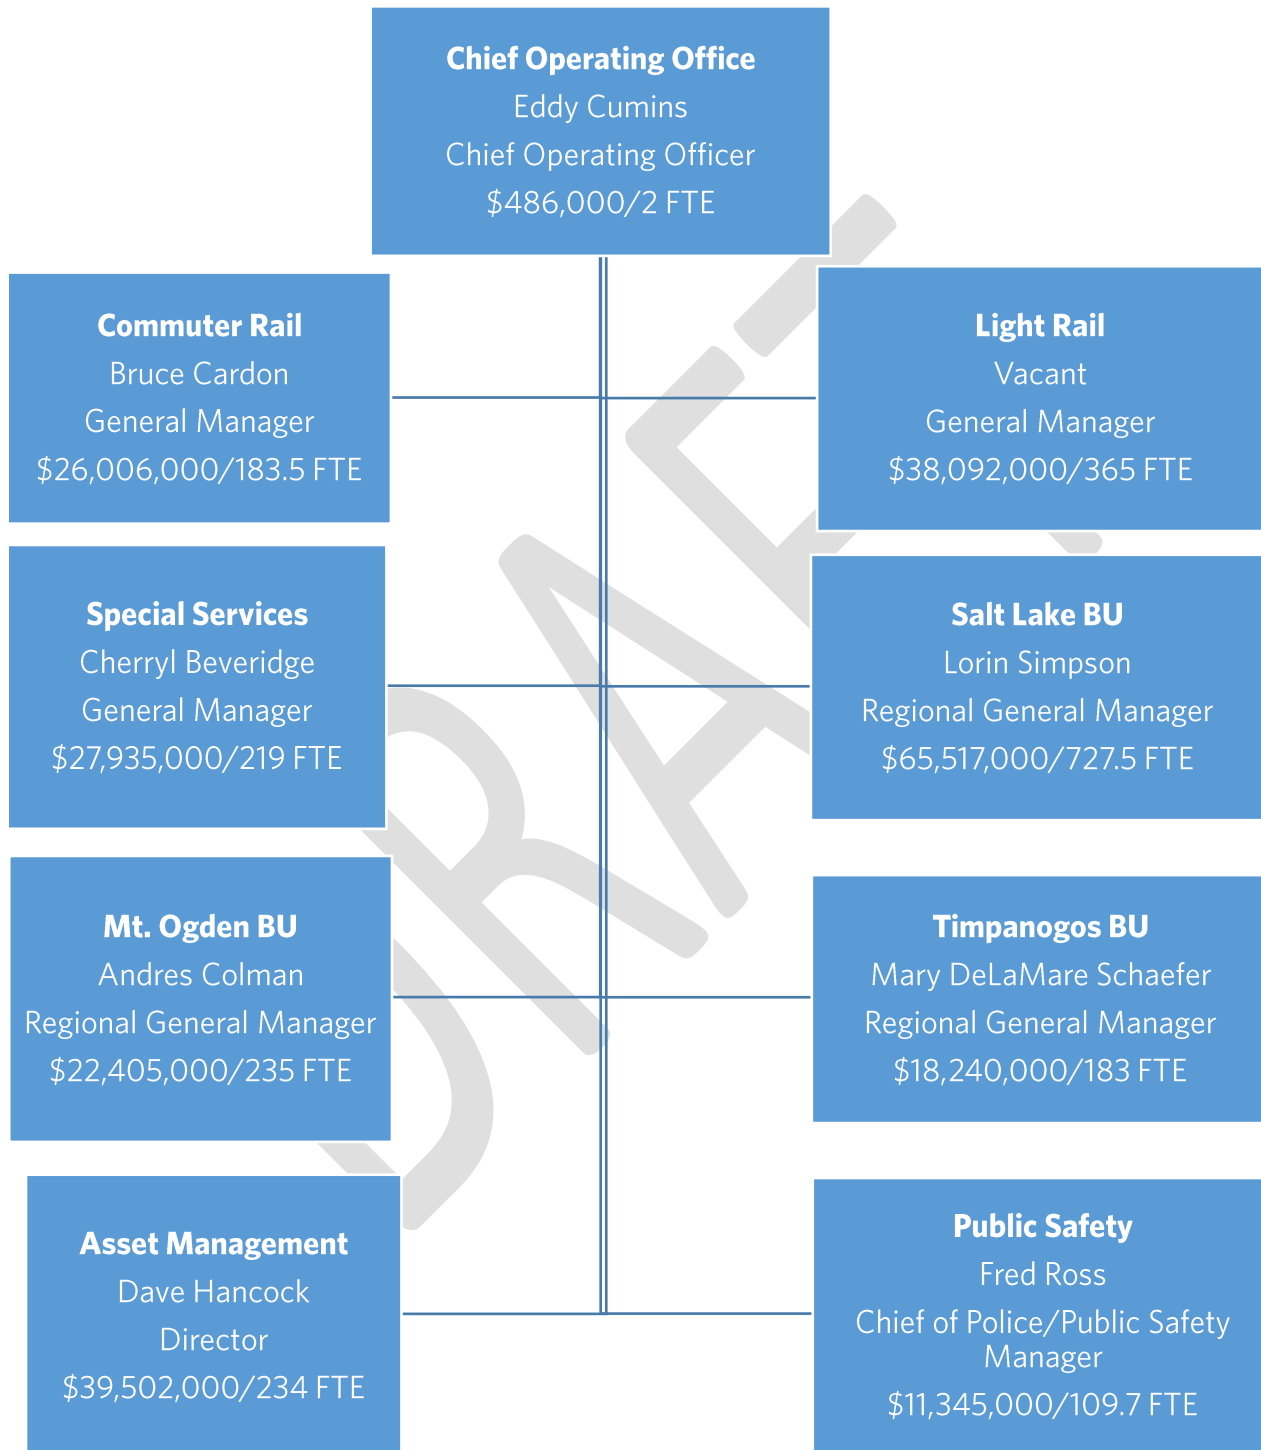 Chief Operating Office
Eddy Cumins
Chief Operating Officer
$486,000/2 FTE
Commuter Rail
Bruce Cardon
General Manager
$26,006,000/183.5 FTE
Light Rail
Vacant
General Manager
$38,092,000/365 FTE
Special Services
Cherryl Beveridge
General Manager
$27,935,000/219 FTE
Salt Lake BU
Lorin Simpson
Regional General Manager
$65,517,000/727.5 FTE
Mt. Ogden BU
Andres Colman
Regional General Manager
$22,405,000/235 FTE
Timpanogos BU
Mary DeLaMare Schaefer
Regional General Manager
$18,240,000/183 FTE
Asset Management
Dave Hancock
Director
$39,502,000/234 FTE
Public Safety
Fred Ross
Chief of Police/Public Safety
Manager
$11,345,000/109.7 FTE
DRAFT